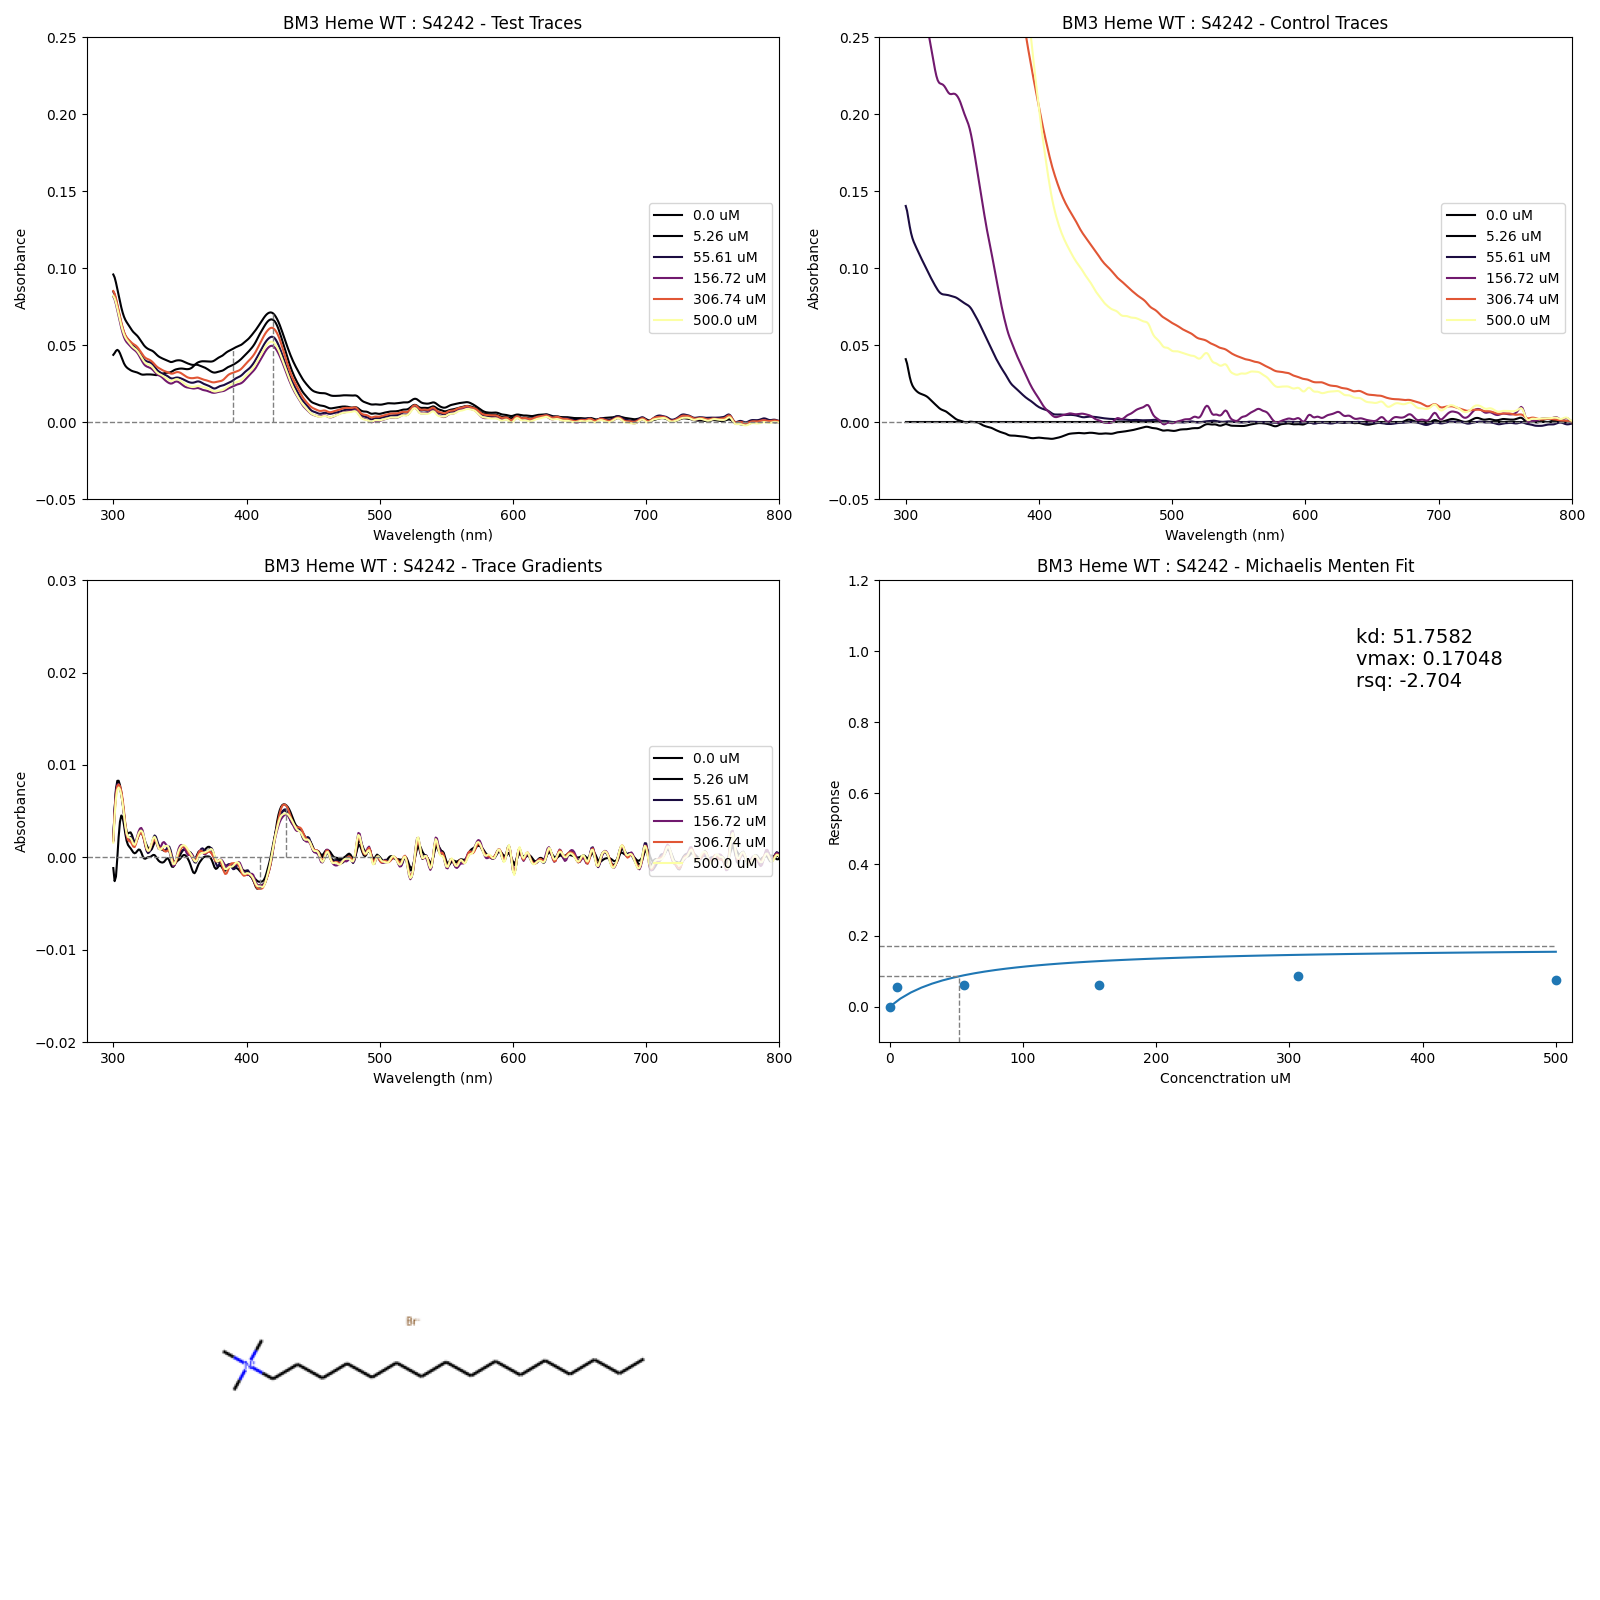 BM3 Heme WT : S4242 - Test Traces
0.25
0.20
0.15
0.10
0.05
0.00
−0.05
Absorbance
300
400
500
600
700
800
Wavelength (nm)
0.0 uM
5.26 uM
55.61 uM
156.72 uM
306.74 uM
500.0 uM
BM3 Heme WT : S4242 - Control Traces
0.25
0.20
0.15
0.10
0.05
0.00
−0.05
Absorbance
300
400
500
600
700
800
Wavelength (nm)
0.0 uM
5.26 uM
55.61 uM
156.72 uM
306.74 uM
500.0 uM
BM3 Heme WT : S4242 - Trace Gradients
0.03
0.02
0.01
0.00
−0.01
−0.02
Absorbance
300
400
500
600
700
800
Wavelength (nm)
0.0 uM
5.26 uM
55.61 uM
156.72 uM
306.74 uM
500.0 uM
BM3 Heme WT : S4242 - Michaelis Menten Fit
1.2
1.0
0.8
0.6
0.4
0.2
0.0
Response
kd: 51.7582
vmax: 0.17048
rsq: -2.704
0
100
200
300
400
500
Concenctration uM
Br⁻
N⁺